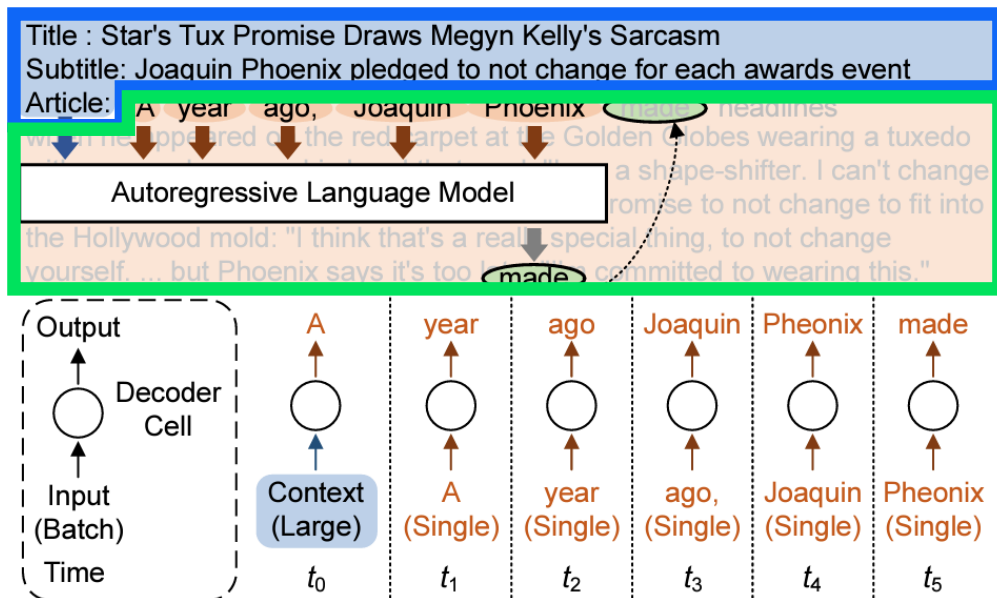 Title : Star's Tux Promise Draws Megyn Kelly's Sarcasm
Subtitle: Joaquin Phoenix pledged to not change for each awards event
Article: A year ago, Joaquin Phoenix made headlines
when he appeared on the red carpet at the Golden Globes wearing a tuxedo
a shape-shifter. I can't change
Autoregressive Language Model
promise to not change to fit into
the Hollywood mold: "I think that's a really special thing, to not change
yourself. ... but Phoenix says it's too committed to wearing this."
made
Output
Decoder
Cell
Input
(Batch)
Time
A year ago Joaquin Pheonix made
Context A year ago, Joaquin Pheonix
(Large) (Single) (Single) (Single) (Single) (Single)
t0 t1 t2 t3 t4 t5